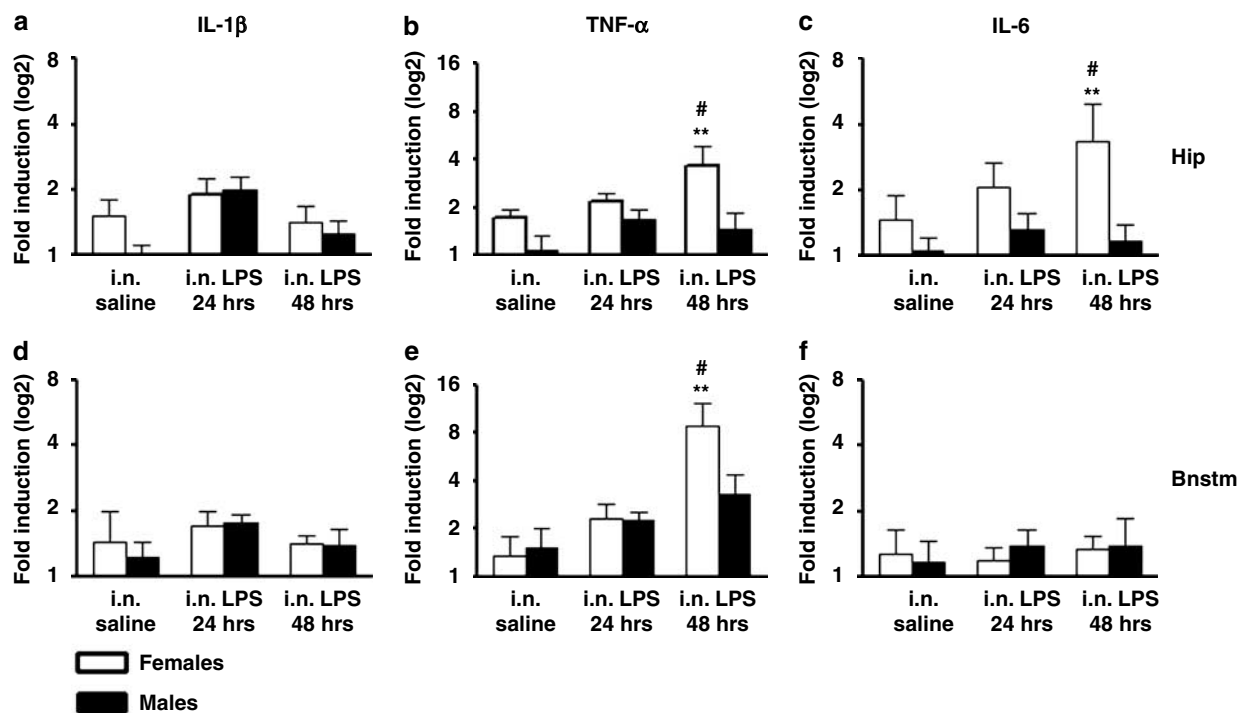 a IL-1β
Fold induction (log2)
8
4
2
1
i.n. saline
i.n. LPS 24 hrs
i.n. LPS 48 hrs
b TNF-α
Fold induction (log2)
16
8
4
2
1
#
**
i.n. saline
i.n. LPS 24 hrs
i.n. LPS 48 hrs
c IL-6
Fold induction (log2)
8
4
2
1
#
**
i.n. saline
i.n. LPS 24 hrs
i.n. LPS 48 hrs
Hip
d
Fold induction (log2)
8
4
2
1
i.n. saline
i.n. LPS 24 hrs
i.n. LPS 48 hrs
e
Fold induction (log2)
16
8
4
2
1
#
**
i.n. saline
i.n. LPS 24 hrs
i.n. LPS 48 hrs
f
Fold induction (log2)
8
4
2
1
i.n. saline
i.n. LPS 24 hrs
i.n. LPS 48 hrs
Bnstm
Females
Males